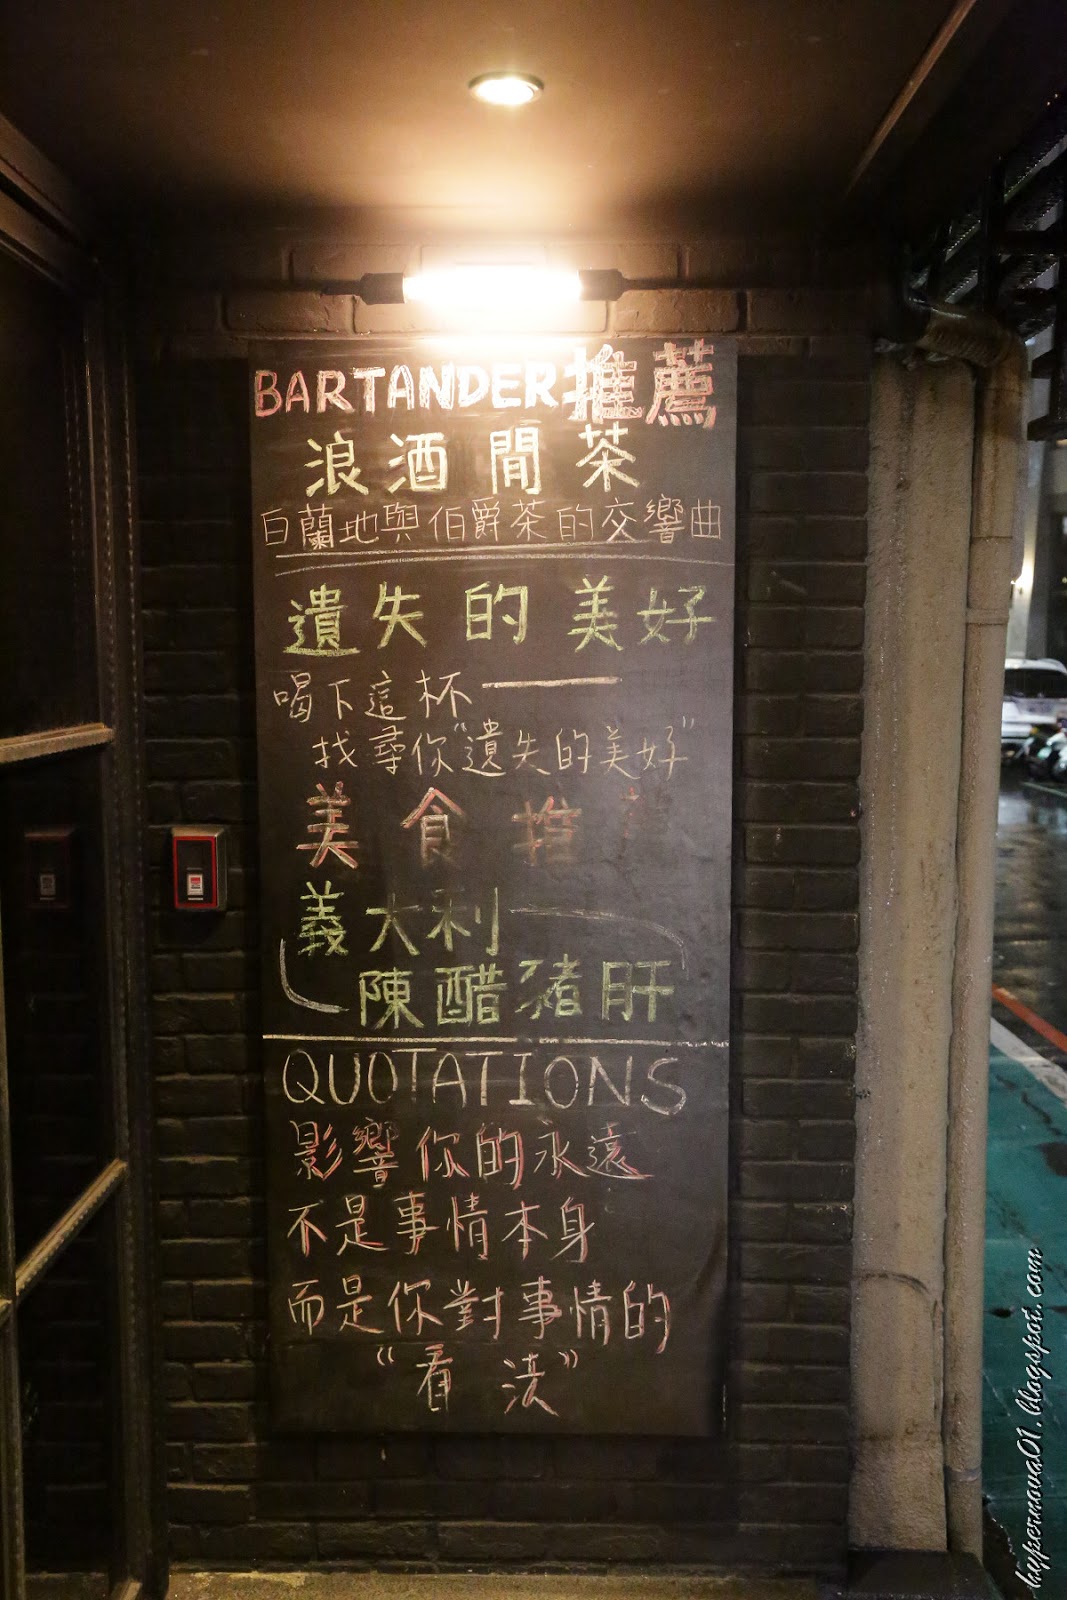 BARTANDER推薦
浪酒閒茶
白蘭地與伯爵茶的交響曲
遺失的美好
喝下這杯——
找尋你"遺失的美好"
美食推
義大利
陳醋豬肝
QUOTATIONS
影響你的永遠
不是事情本身
而是你對事情的
"看法"
hypernova01.blogspot.com